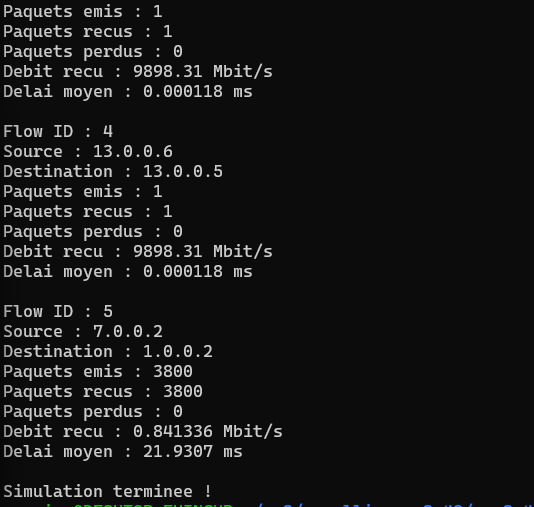 Paquets emis : 1
Paquets recus : 1
Paquets perdus : 0
Debit recu : 9898.31 Mbit/s
Delai moyen : 0.000118 ms
Flow ID : 4
Source : 13.0.0.6
Destination : 13.0.0.5
Paquets emis : 1
Paquets recus : 1
Paquets perdus : 0
Debit recu : 9898.31 Mbit/s
Delai moyen : 0.000118 ms
Flow ID : 5
Source : 7.0.0.2
Destination : 1.0.0.2
Paquets emis : 3800
Paquets recus : 3800
Paquets perdus : 0
Debit recu : 0.841336 Mbit/s
Delai moyen : 21.9307 ms
Simulation terminee !